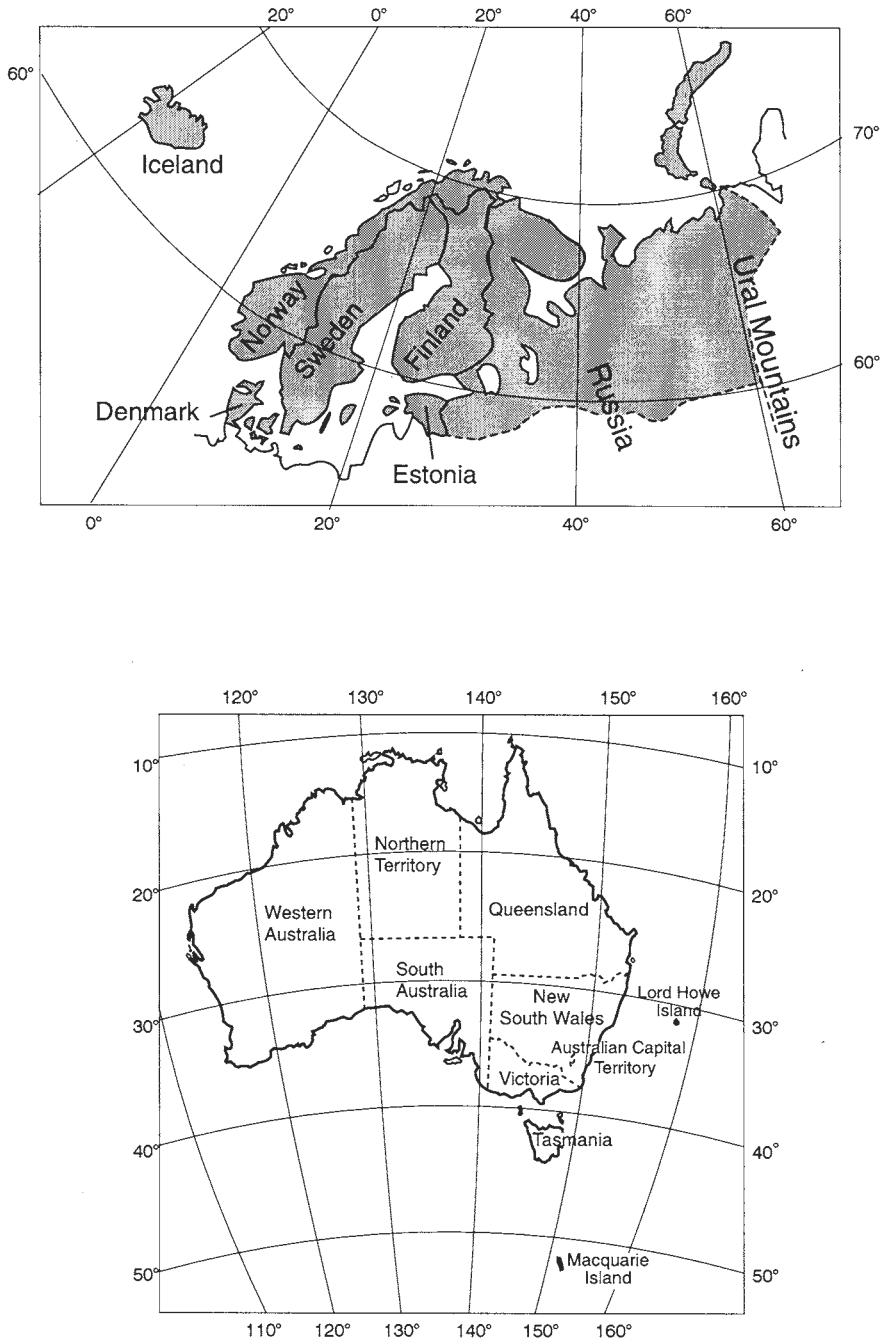 20° 0° 20° 40° 60°
60°
70°
Iceland
Norway
Sweden
Finland
Russia
Ural Mountains
60°
Denmark
Estonia
0° 20° 40° 60°
120° 130° 140° 150° 160°
10° 10°
Northern
Territory
20° 20°
Western
Australia
Queensland
South
Australia
New
South Wales
Lord Howe
Island
30° 30°
Australian Capital
Territory
Victoria
Tasmania
40° 40°
Macquarie
Island
50° 50°
110° 120° 130° 140° 150° 160°